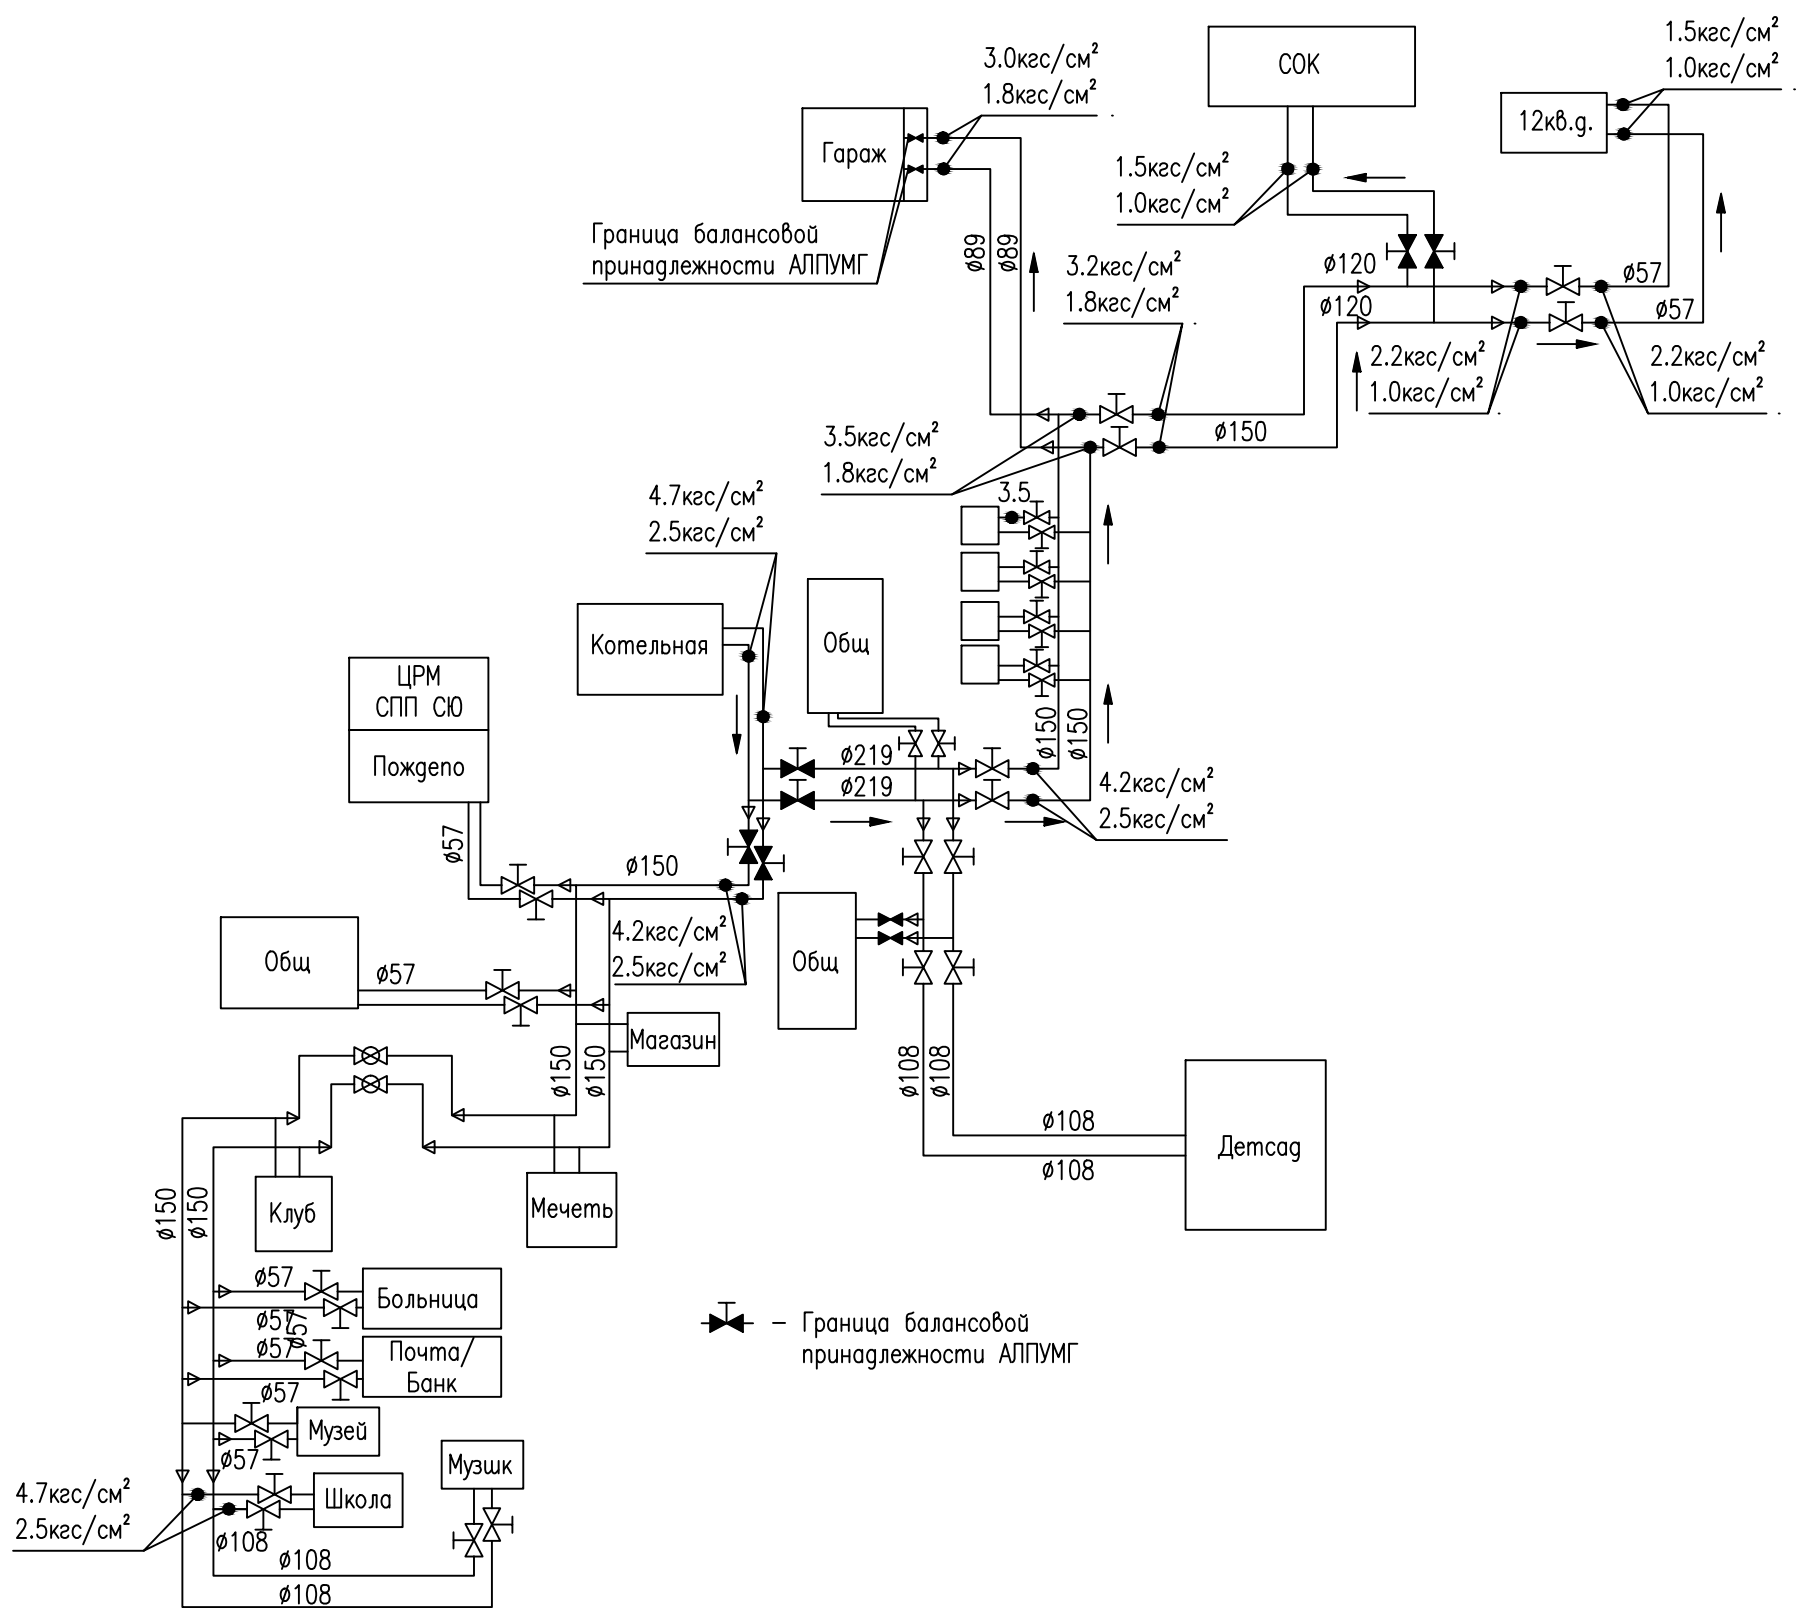 1.5кгс/см²
1.0кгс/см²
3.0кгс/см²
1.8кгс/см²
СОК
12кв.д.
Гараж
1.5кгс/см²
1.0кгс/см²
Граница балансовой
принадлежности АЛПУМГ
ø89
ø89
3.2кгс/см²
1.8кгс/см²
ø120
ø120
ø57
ø57
2.2кгс/см²
1.0кгс/см²
2.2кгс/см²
1.0кгс/см²
ø150
3.5кгс/см²
1.8кгс/см²
3.5
4.7кгс/см²
2.5кгс/см²
Котельная
Общ
ЦРМ
СПП СЮ
Пождепо
ø150
ø150
ø219
ø219
4.2кгс/см²
2.5кгс/см²
ø57
ø150
4.2кгс/см²
2.5кгс/см²
Общ
ø57
Общ
Магазин
ø150
ø150
ø108
ø108
ø108
ø108
Детсад
Клуб
Мечеть
ø150
ø150
ø57
Больница
ø57
ø57
ø57
Почта/
Банк
Граница балансовой
принадлежности АЛПУМГ
ø57
Музей
ø57
Музшк
4.7кгс/см²
2.5кгс/см²
Школа
ø108
ø108
ø108